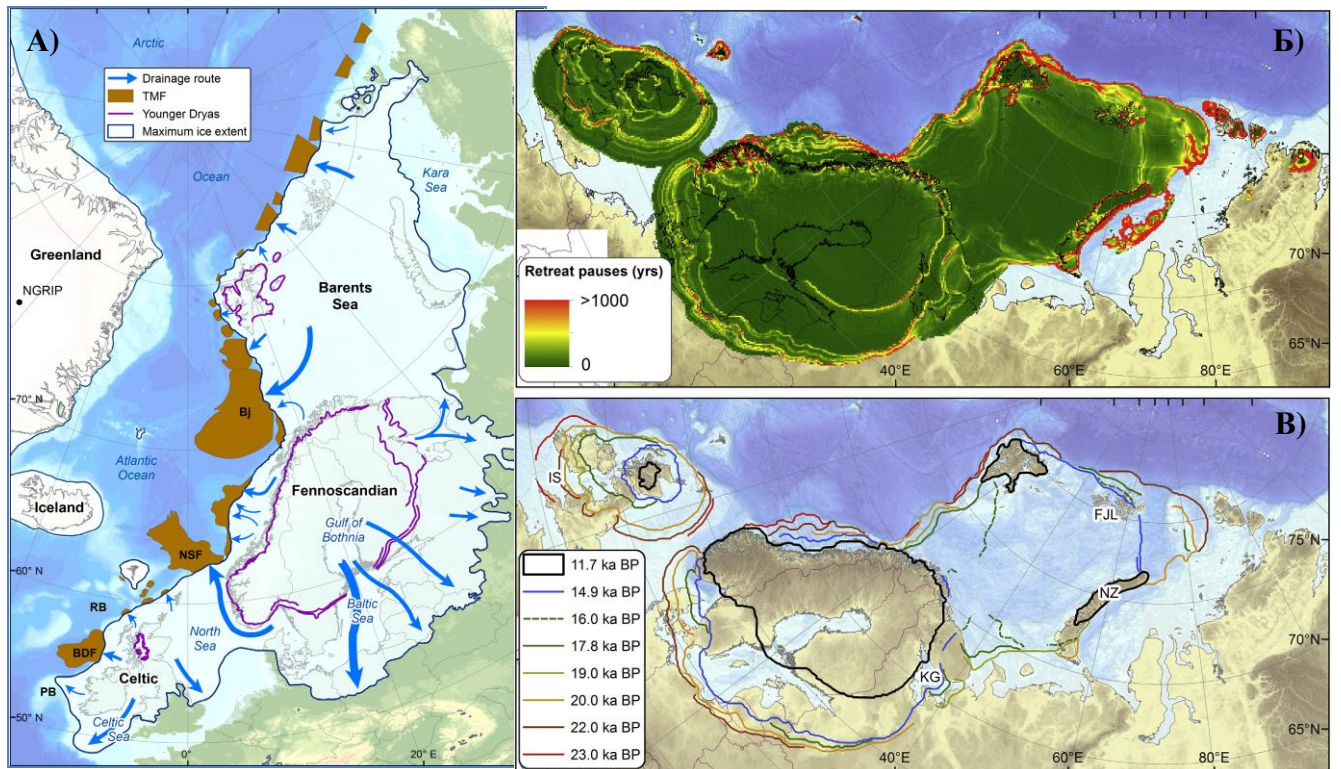 А)
Arctic
Drainage route
TMF
Younger Dryas
Maximum ice extent
Ocean
Kara
Sea
Greenland
NGRIP
Barents
Sea
70° N
Bj
Atlantic
Ocean
Iceland
Fennoscandian
Gulf of
Bothnia
NSF
60° N
RB
North
Sea
Baltic
Sea
BDF
PB
Celtic
50° N
Celtic
Sea
0°
20° E
Б)
Retreat pauses (yrs)
>1000
0
75°N
70°N
65°N
40°E
60°E
80°E
В)
IS
FJL
NZ
KG
11.7 ka BP
14.9 ka BP
16.0 ka BP
17.8 ka BP
19.0 ka BP
20.0 ka BP
22.0 ka BP
23.0 ka BP
75°N
70°N
65°N
40°E
60°E
80°E